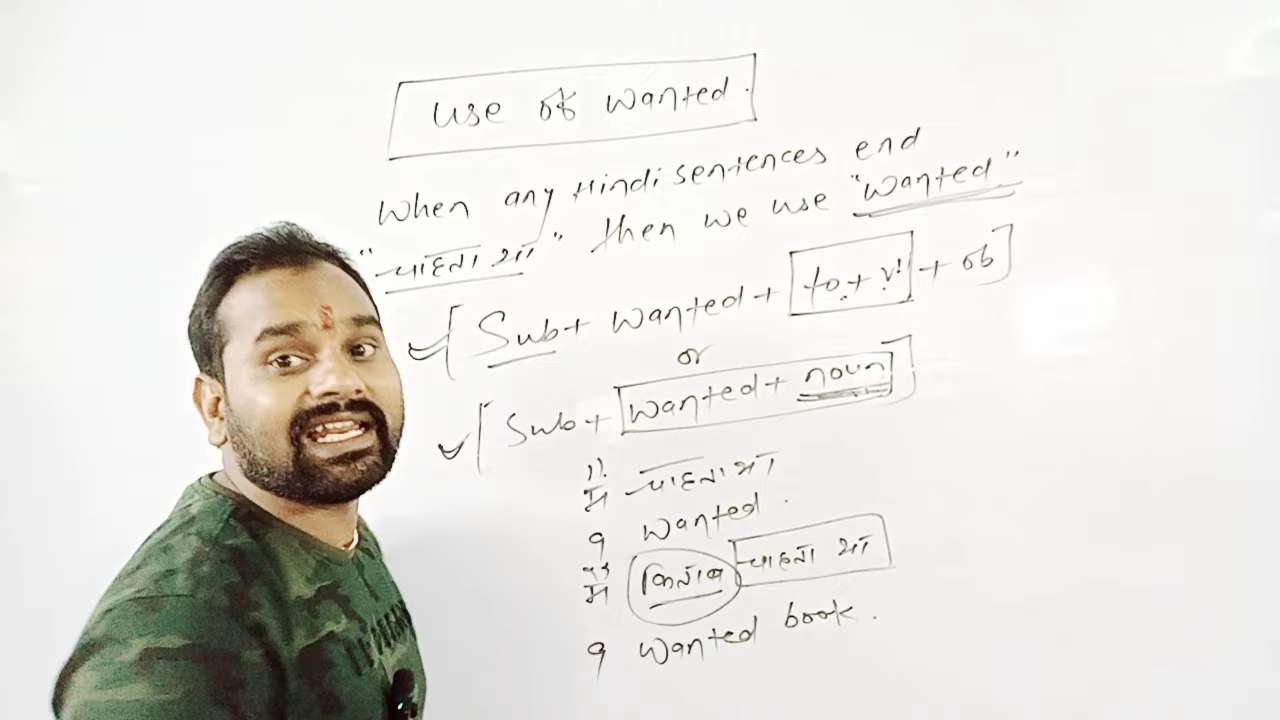 Use of Wanted.
When any Hindi sentences end
"चाहता था" then we use "Wanted"
[Sub + Wanted + to + v1 + ob]
or
[Sub + Wanted + noun]
मैं चाहता था
I Wanted.
मैं किताब चाहता था
I Wanted book.